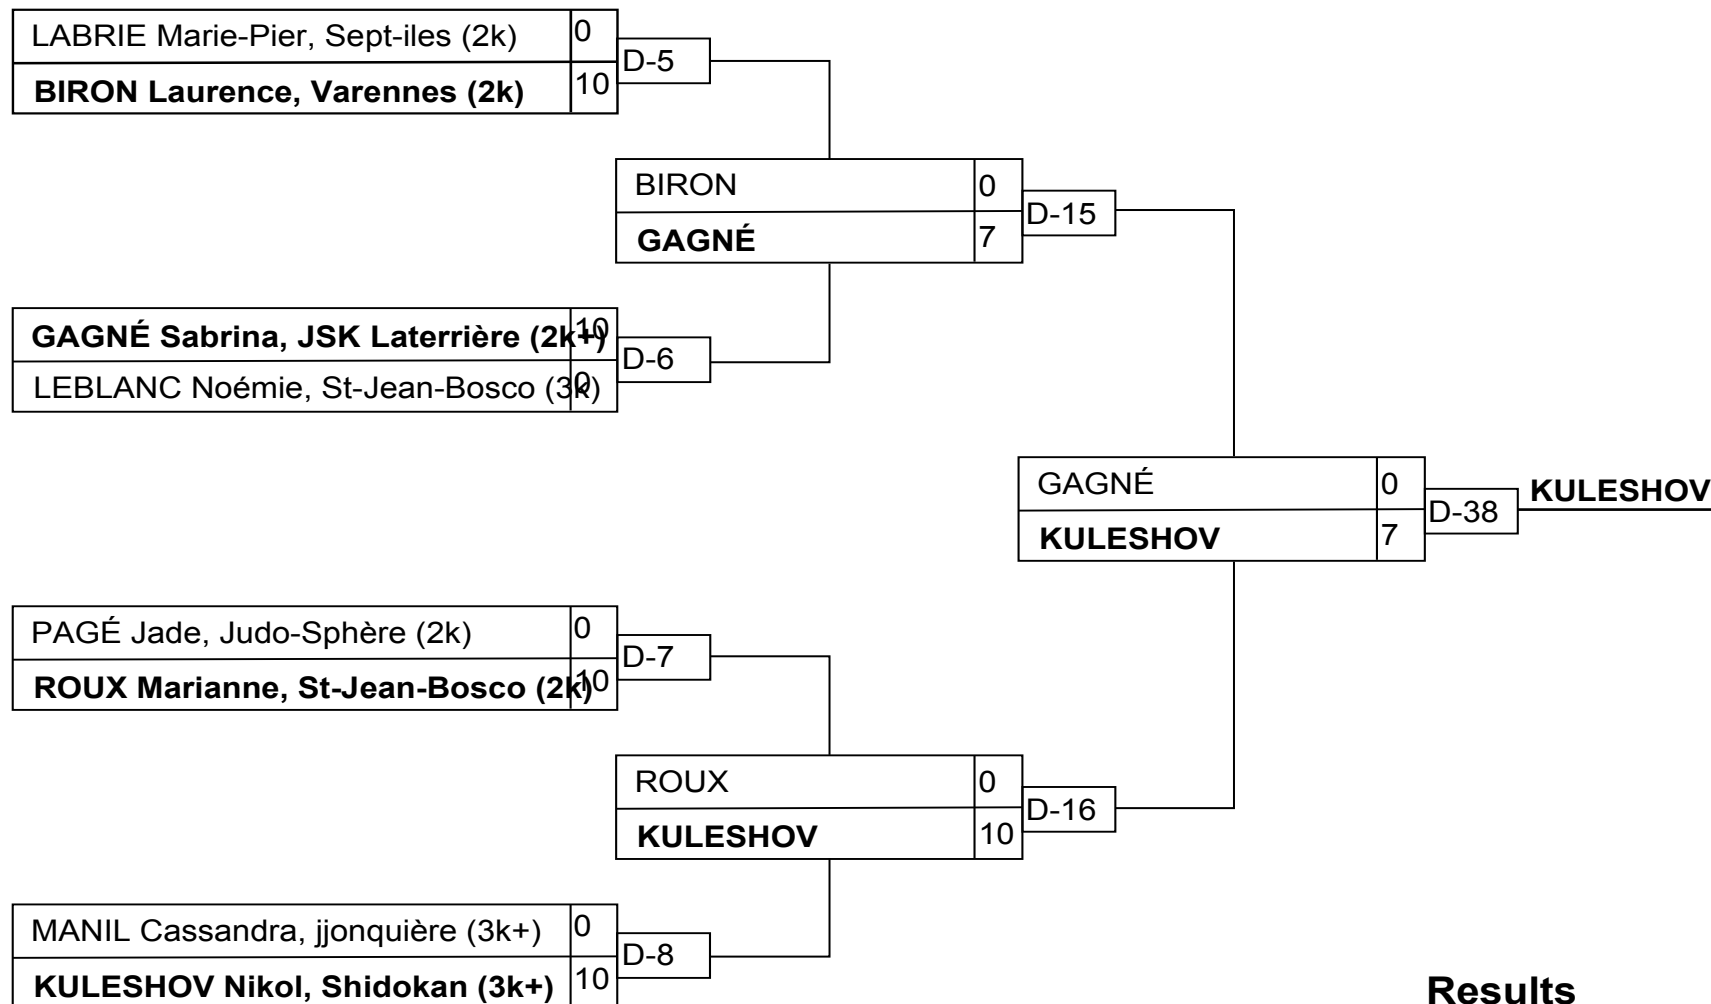 LABRIE Marie-Pier, Sept-iles (2k) 0
D-5
BIRON Laurence, Varennes (2k) 10
BIRON 0
D-15
GAGNÉ 7
GAGNÉ Sabrina, JSK Laterrière (2k+) 10
D-6
LEBLANC Noémie, St-Jean-Bosco (3k) 0
GAGNÉ 0
KULESHOV
D-38
KULESHOV 7
PAGÉ Jade, Judo-Sphère (2k) 0
D-7
ROUX Marianne, St-Jean-Bosco (2k) 10
ROUX 0
D-16
KULESHOV 10
MANIL Cassandra, jjonquière (3k+) 0
D-8
KULESHOV Nikol, Shidokan (3k+) 10
Results